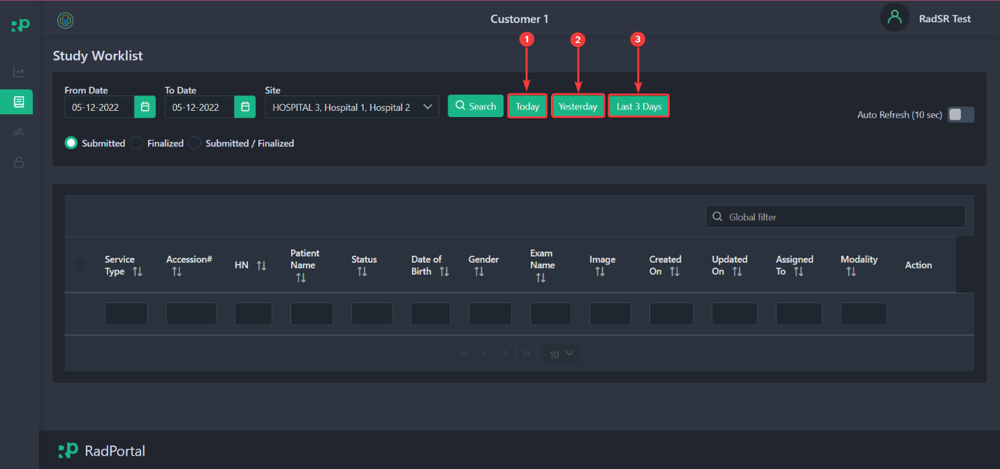 RP
Customer 1
RadSR Test
1
2
3
Study Worklist
From Date
To Date
Site
05-12-2022
05-12-2022
HOSPITAL 3, Hospital 1, Hospital 2
Search
Today
Yesterday
Last 3 Days
Auto Refresh (10 sec)
Submitted
Finalized
Submitted / Finalized
Global filter
Service
Type
Accession#
HN
Patient
Name
Status
Date of
Birth
Gender
Exam
Name
Image
Created
On
Updated
On
Assigned
To
Modality
Action
10
RP RadPortal